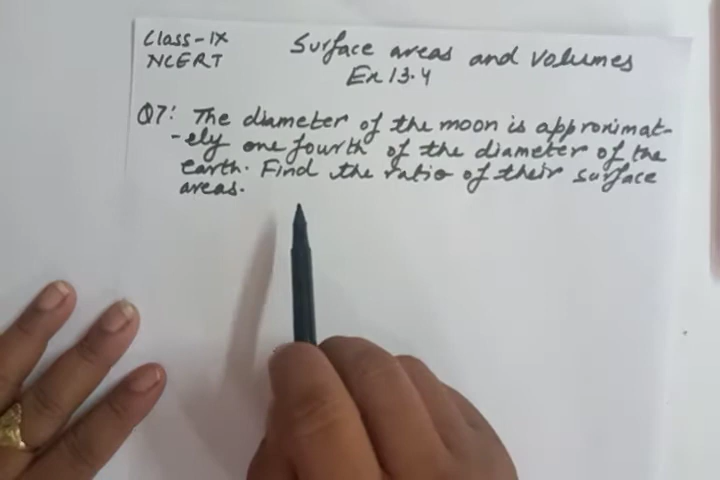 Class-IX Surface areas and volumes
NCERT Ex 13.4
Q7: The diameter of the moon is approximat-
-ely one fourth of the diameter of the
earth. Find the ratio of their surface
areas.